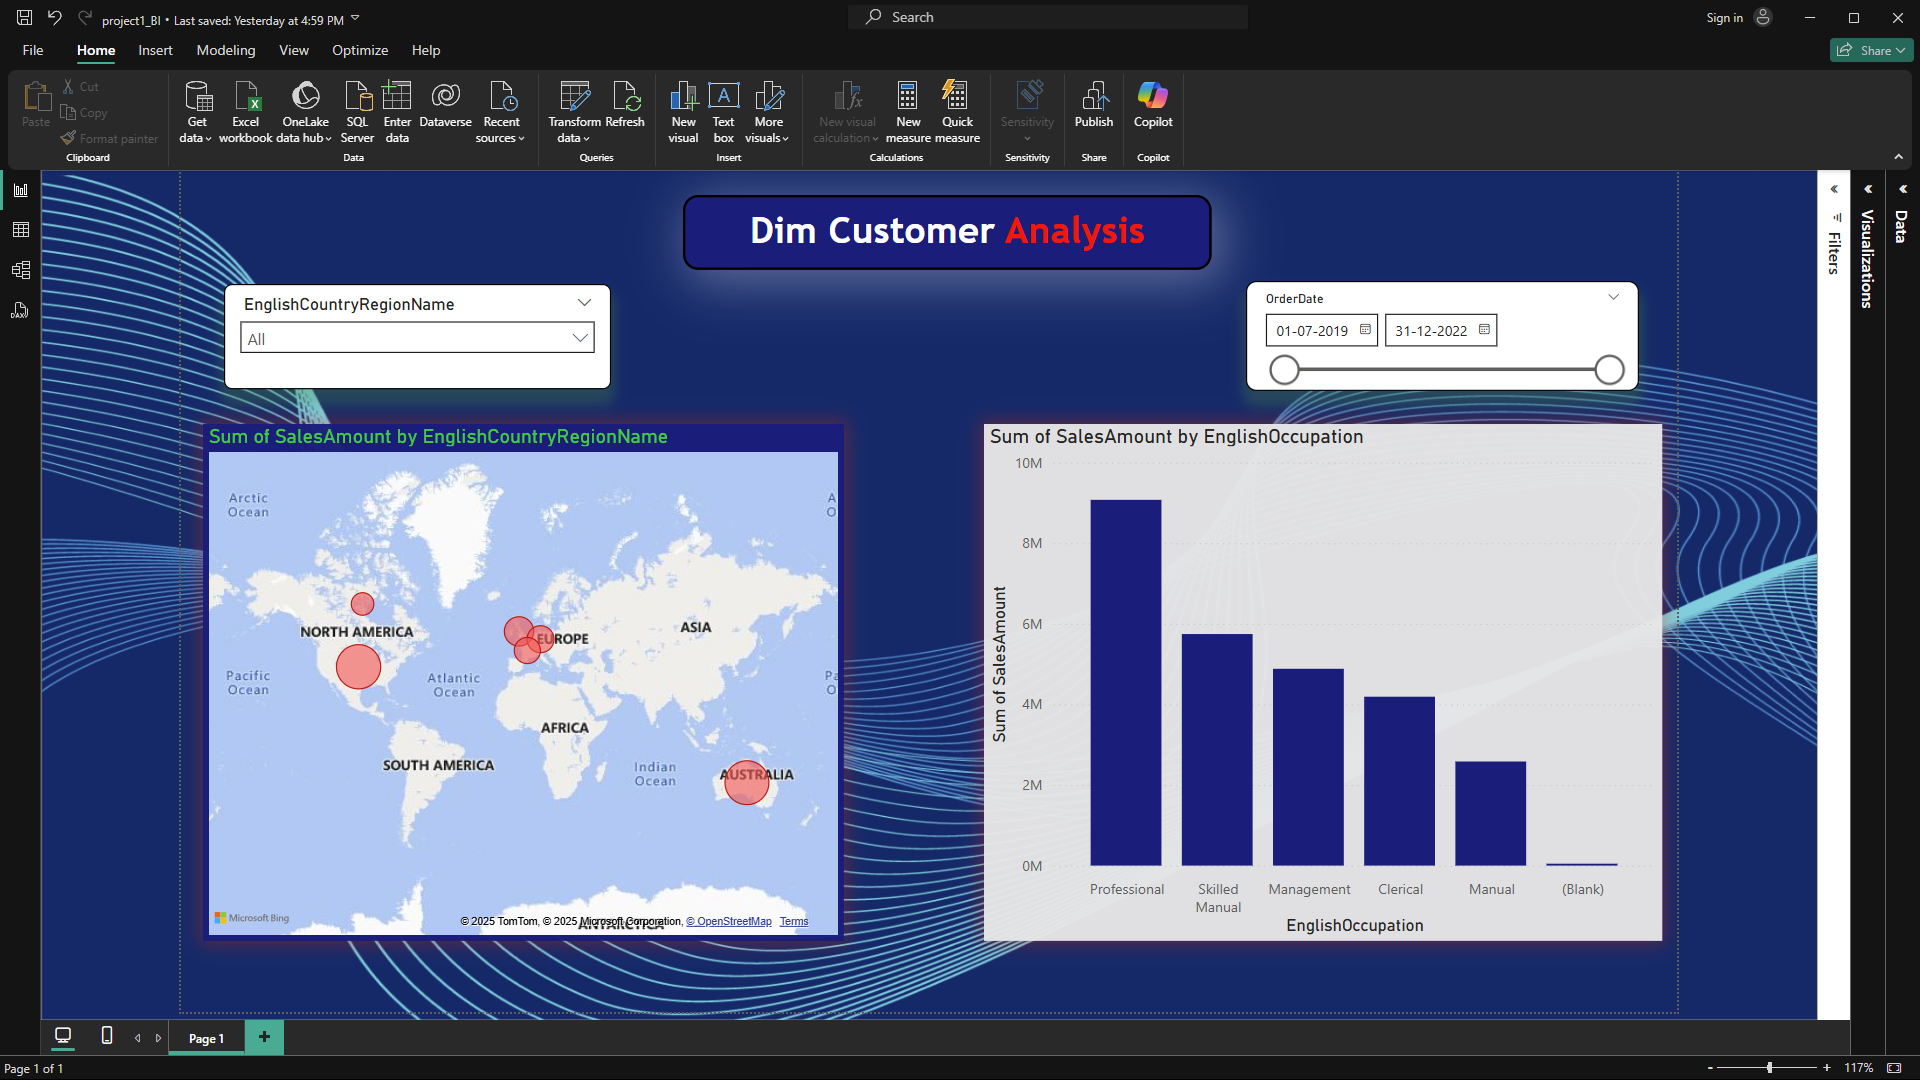 project1_BI • Last saved: Yesterday at 4:59 PM
Search
Sign in
File Home Insert Modeling View Optimize Help
Share
Paste
Cut
Copy
Format painter
Clipboard
Get data
Excel workbook
OneLake data hub
SQL Server
Enter data
Dataverse
Recent sources
Data
Transform data
Refresh
Queries
New visual
Text box
More visuals
Insert
New visual calculation
New measure
Quick measure
Calculations
Sensitivity
Sensitivity
Publish
Share
Copilot
Copilot
DAX
Dim Customer Analysis
EnglishCountryRegionName
All
OrderDate
01-07-2019
31-12-2022
Filters
Visualizations
Data
Sum of SalesAmount by EnglishCountryRegionName
Arctic
Ocean
A
O
NORTH AMERICA
EUROPE
ASIA
Pacific
Ocean
Atlantic
Ocean
Pa
O
AFRICA
SOUTH AMERICA
Indian
Ocean
AUSTRALIA
ANTARCTICA
Microsoft Bing
© 2025 TomTom, © 2025 Microsoft Corporation, © OpenStreetMap Terms
Sum of SalesAmount by EnglishOccupation
10M
8M
6M
4M
2M
0M
Sum of SalesAmount
Professional
Skilled
Manual
Management
Clerical
Manual
(Blank)
EnglishOccupation
Page 1
Page 1 of 1
117%